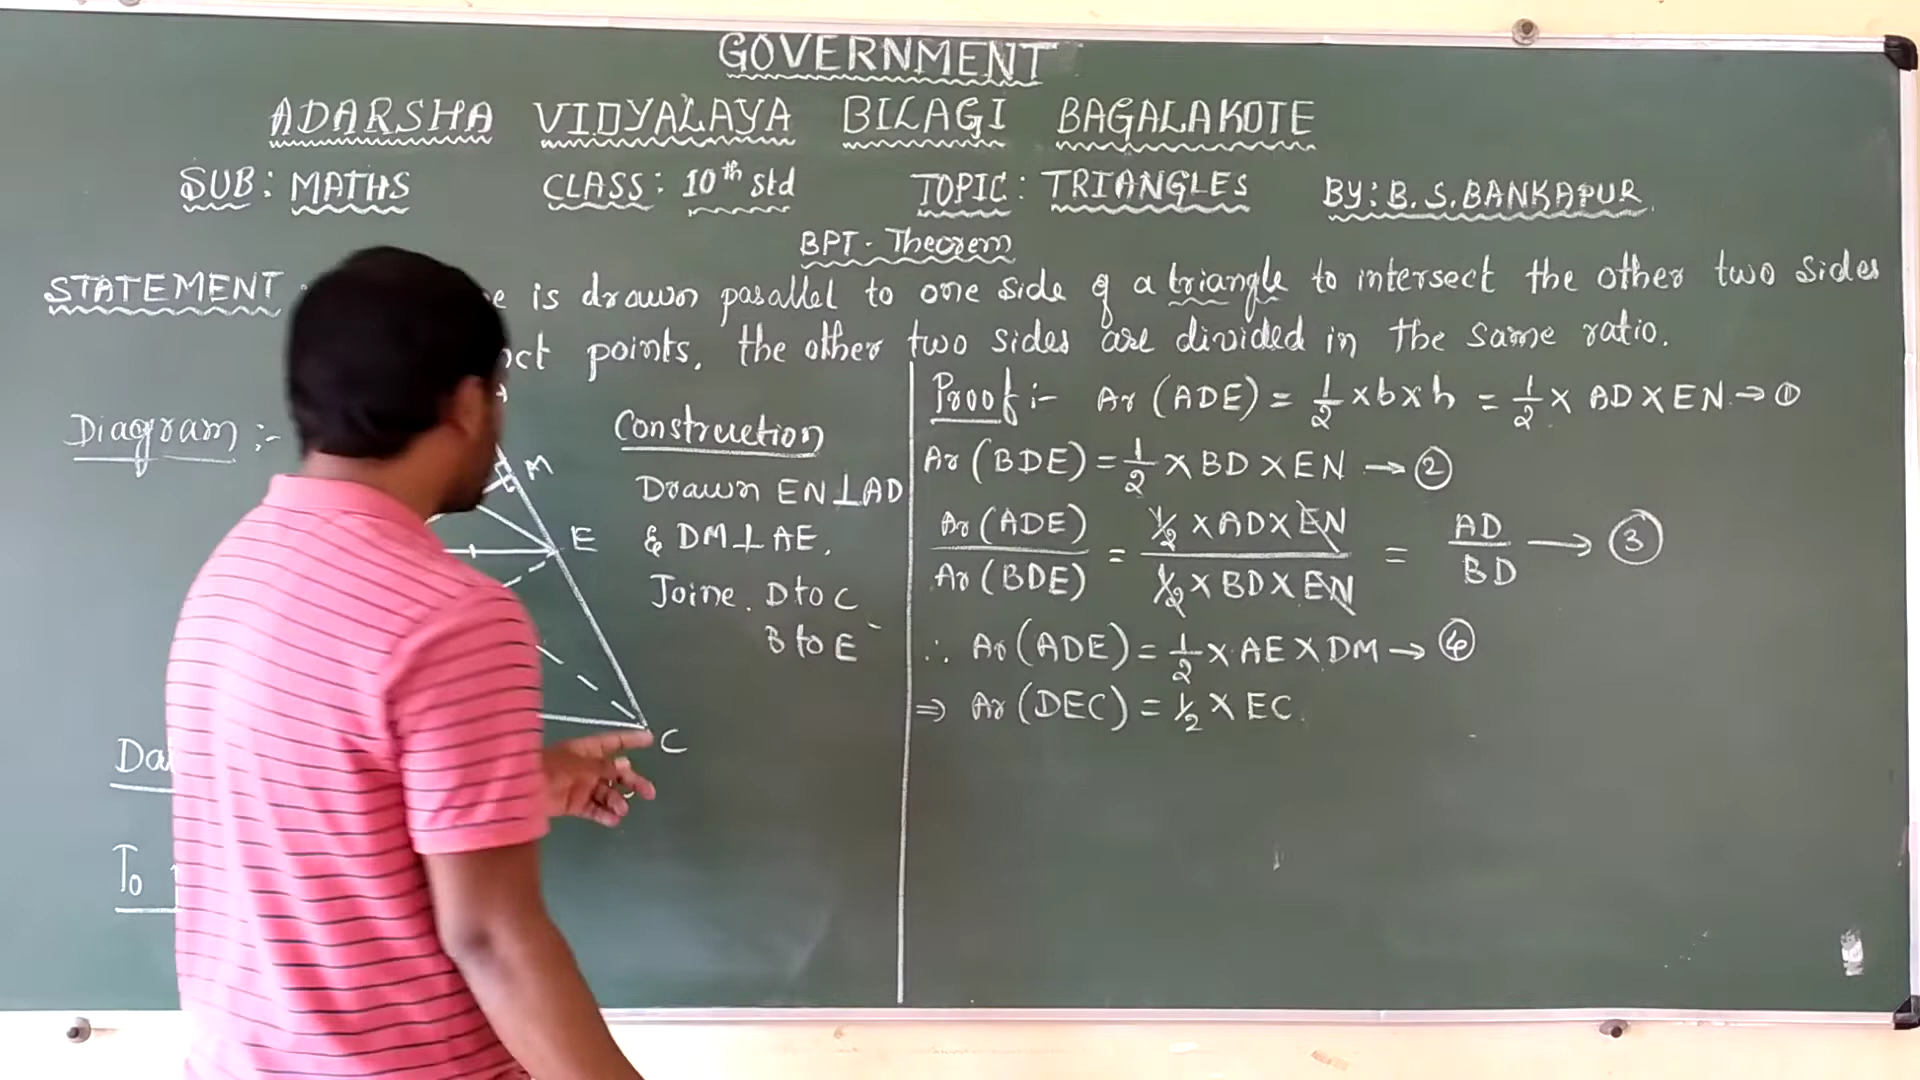 GOVERNMENT
ADARSHA VIDYALAYA BILAGI BAGALAKOTE
SUB: MATHS CLASS: 10th std TOPIC: TRIANGLES BY: B.S.BANKAPUR.
BPT-Theorem
STATEMENT is drawn parallel to one side of a triangle to intersect the other two sides
points, the other two sides are divided in the same ratio.
Diagram :-
M
E
C
To
Construction
Drawn EN⊥AD
& DM⊥AE,
Joine. D to C
B to E
Proof :- Ar (ADE) = 1/2 × b × h = 1/2 × AD × EN → ①
Ar (BDE) = 1/2 × BD × EN → ②
Ar (ADE) / Ar (BDE) = 1/2 × AD × EN / 1/2 × BD × EN = AD / BD → ③
∴ Ar (ADE) = 1/2 × AE × DM → ④
⇒ Ar (DEC) = 1/2 × EC